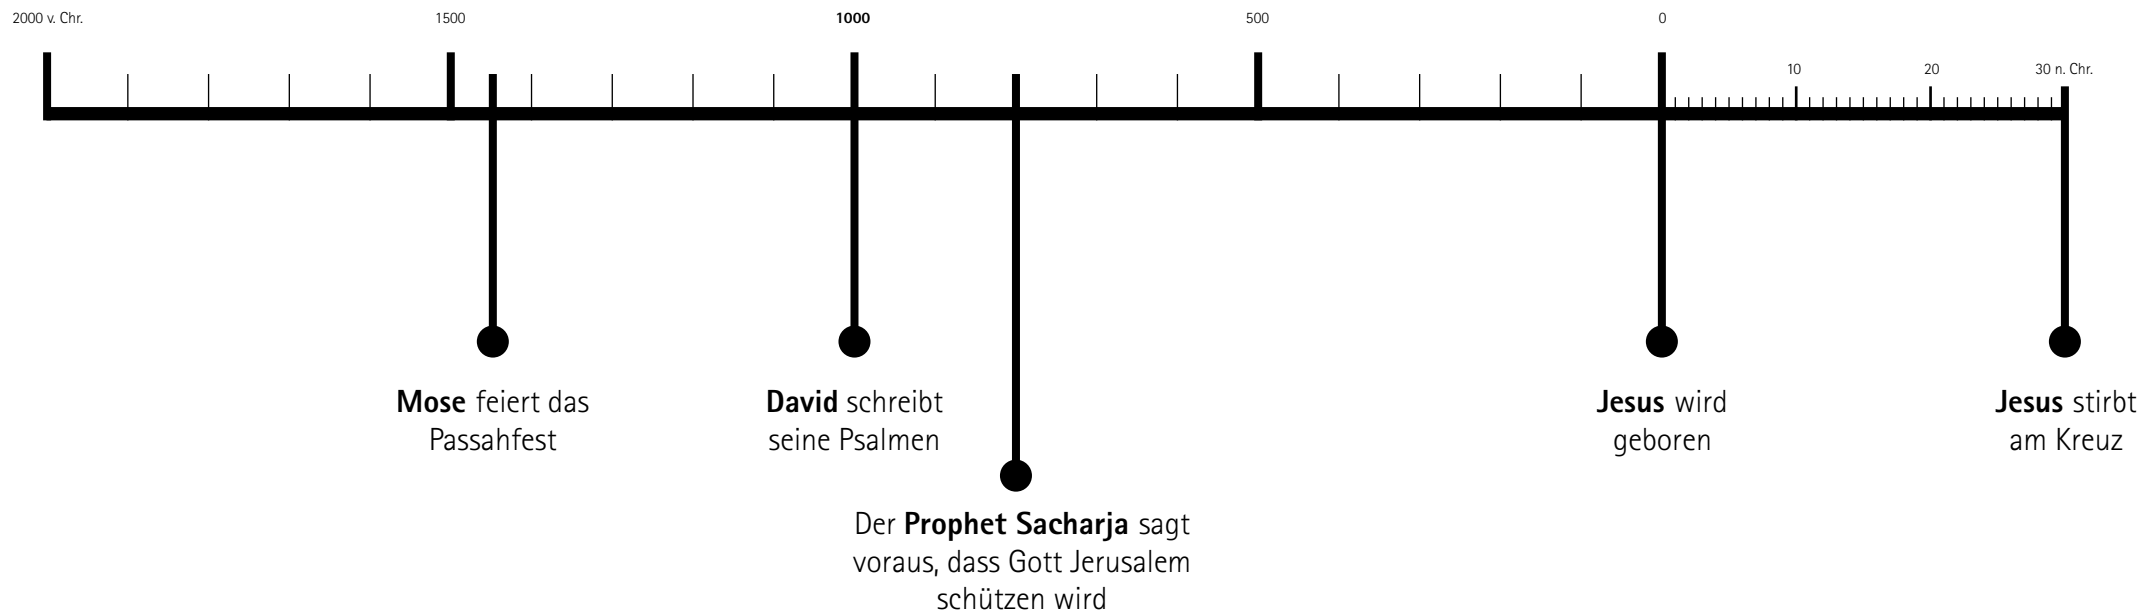 2000 v. Chr.
1500
1000
500
0
10
20
30 n. Chr.
Mose feiert das
Passahfest
David schreibt
seine Psalmen
Jesus wird
geboren
Jesus stirbt
am Kreuz
Der Prophet Sacharja sagt
voraus, dass Gott Jerusalem
schützen wird